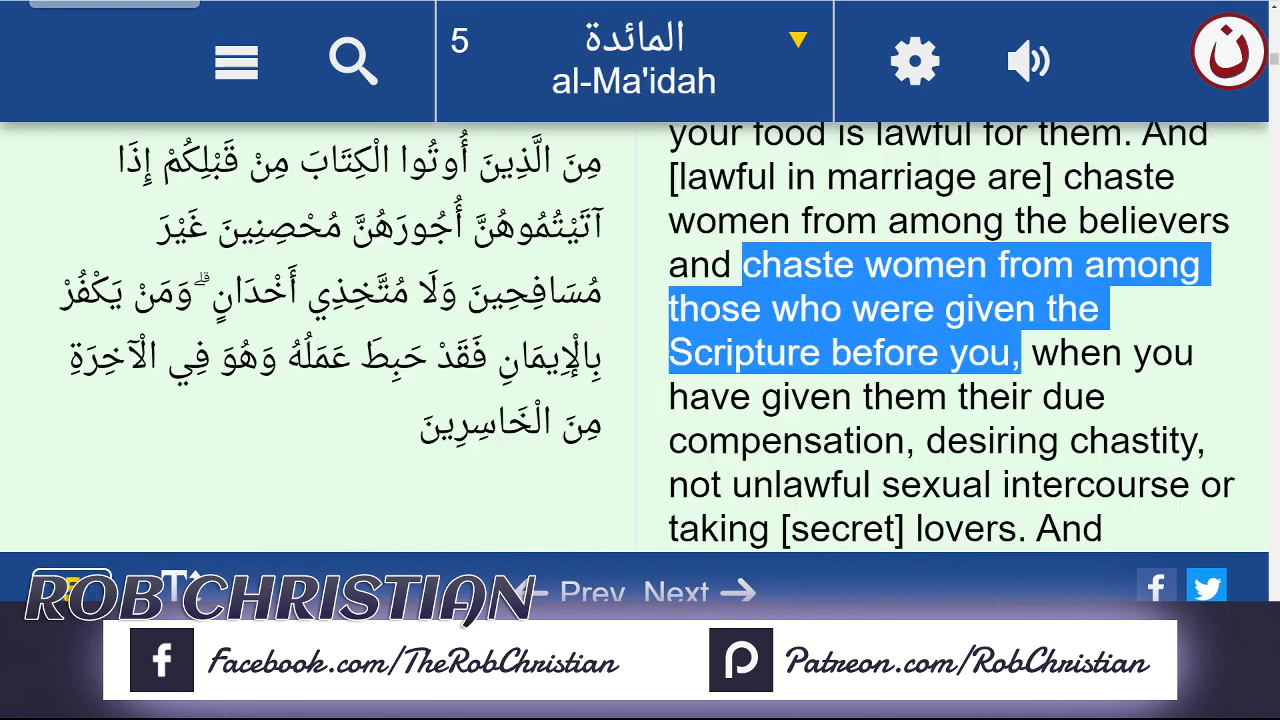 5
المائدة
al-Ma'idah
ن
مِنَ الَّذِينَ أُوتُوا الْكِتَابَ مِنْ قَبْلِكُمْ إِذَا
آتَيْتُمُوهُنَّ أُجُورَهُنَّ مُحْصِنِينَ غَيْرَ
مُسَافِحِينَ وَلَا مُتَّخِذِي أَخْدَانٍ ۗ وَمَنْ يَكْفُرْ
بِالْإِيمَانِ فَقَدْ حَبِطَ عَمَلُهُ وَهُوَ فِي الْآخِرَةِ
مِنَ الْخَاسِرِينَ
your food is lawful for them. And
[lawful in marriage are] chaste
women from among the believers
and chaste women from among
those who were given the
Scripture before you, when you
have given them their due
compensation, desiring chastity,
not unlawful sexual intercourse or
taking [secret] lovers. And
Prev Next
ROB CHRISTIAN
Facebook.com/TheRobChristian
Patreon.com/RobChristian